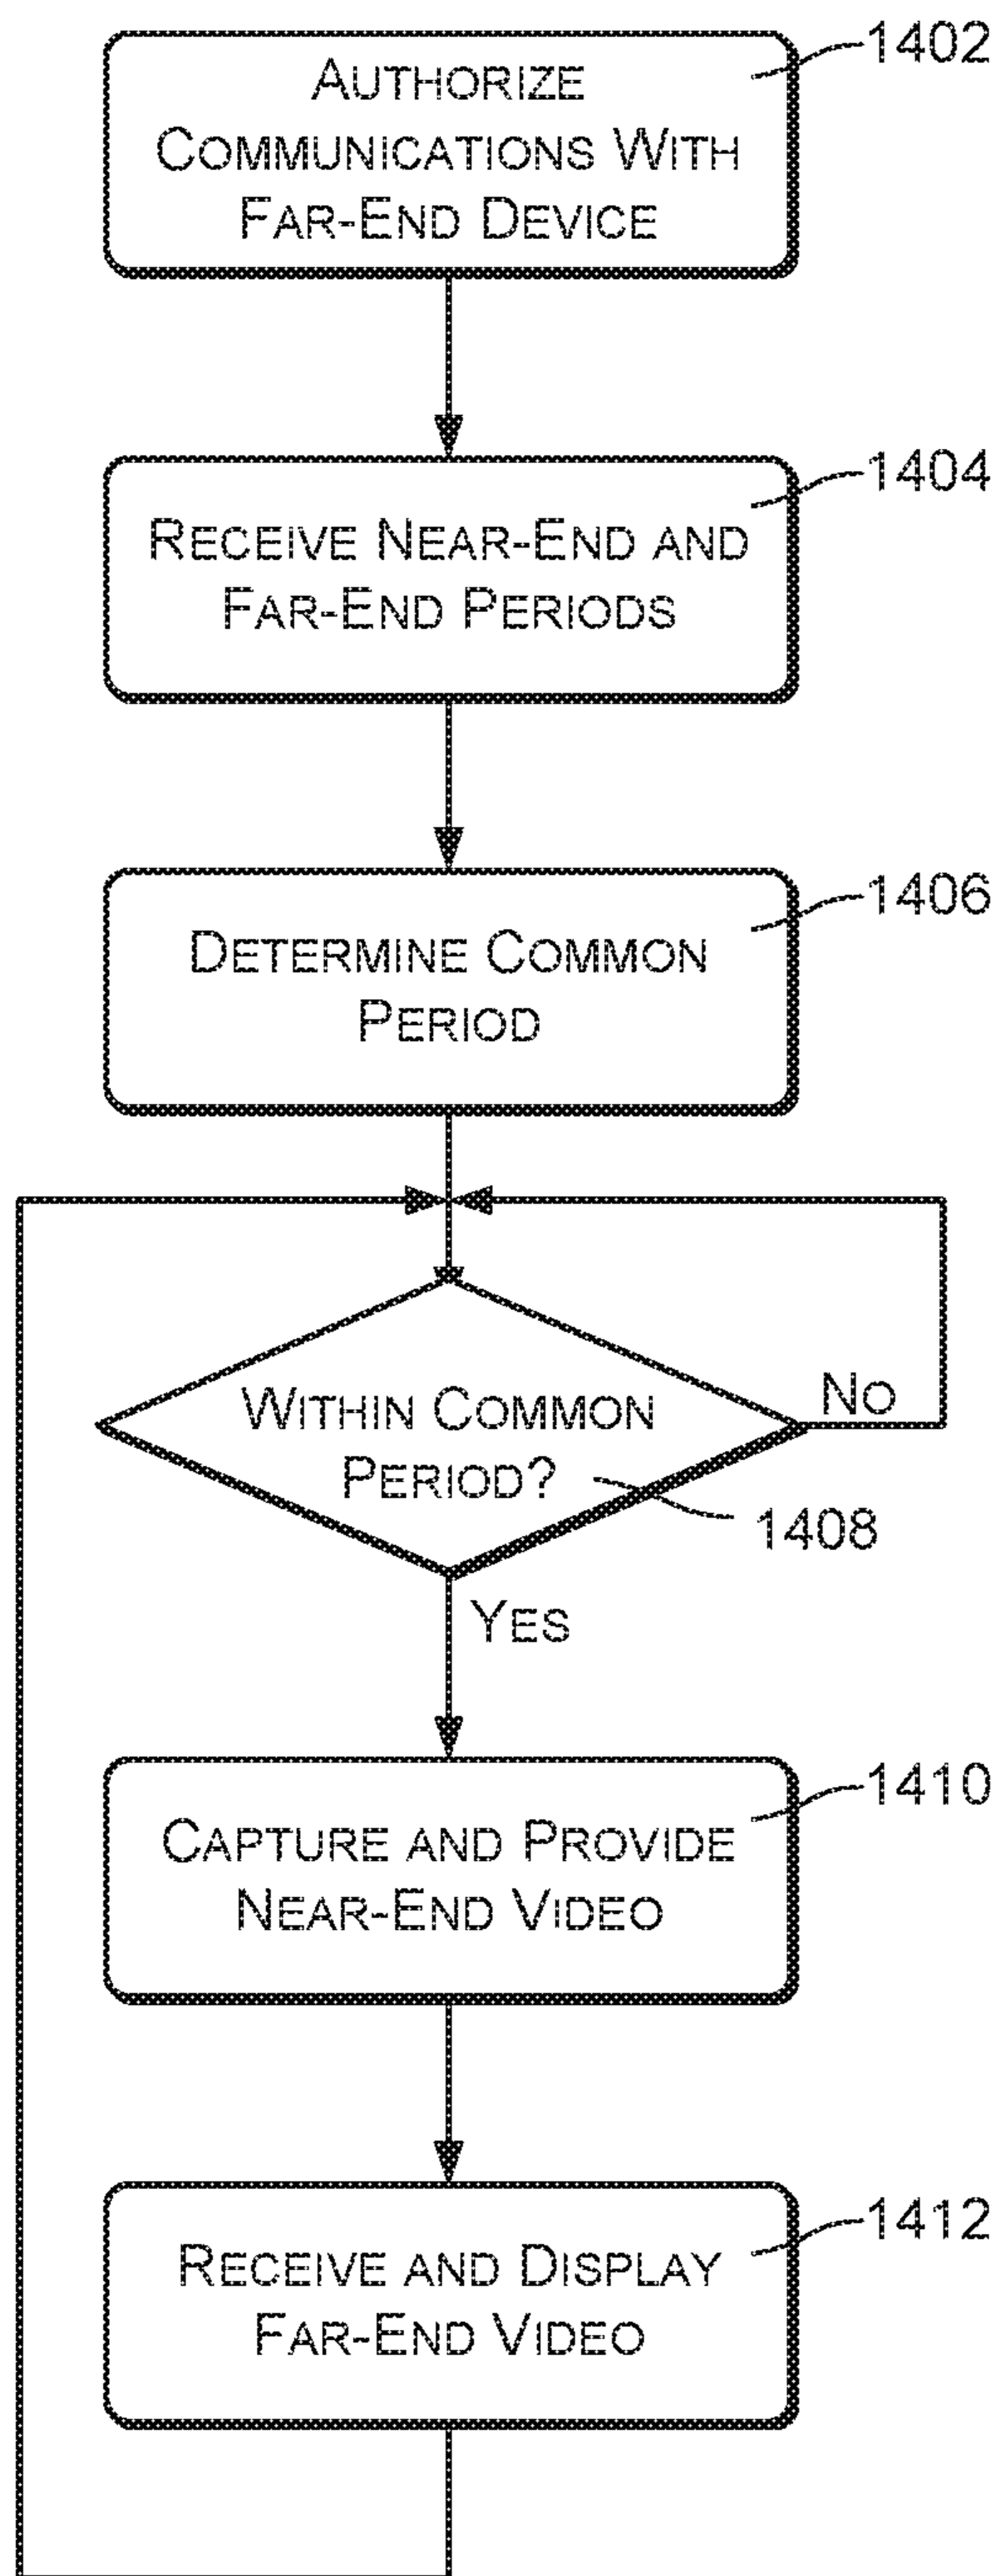 1402
AUTHORIZE
COMMUNICATIONS WITH
FAR-END DEVICE
1404
RECEIVE NEAR-END AND
FAR-END PERIODS
1406
DETERMINE COMMON
PERIOD
WITHIN COMMON
PERIOD?
NO
1408
YES
1410
CAPTURE AND PROVIDE
NEAR-END VIDEO
1412
RECEIVE AND DISPLAY
FAR-END VIDEO